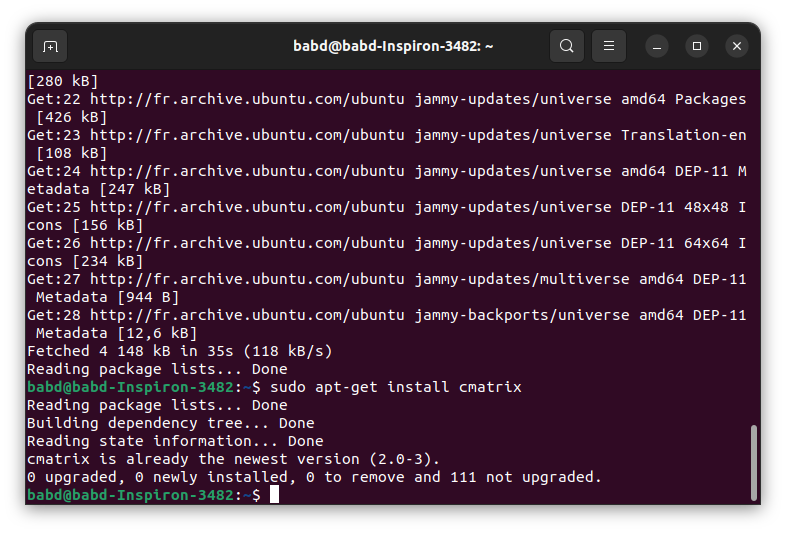 babd@babd-Inspiron-3482: ~
[280 kB]
Get:22 http://fr.archive.ubuntu.com/ubuntu jammy-updates/universe amd64 Packages
 [426 kB]
Get:23 http://fr.archive.ubuntu.com/ubuntu jammy-updates/universe Translation-en
 [108 kB]
Get:24 http://fr.archive.ubuntu.com/ubuntu jammy-updates/universe amd64 DEP-11 M
etadata [247 kB]
Get:25 http://fr.archive.ubuntu.com/ubuntu jammy-updates/universe DEP-11 48x48 I
cons [156 kB]
Get:26 http://fr.archive.ubuntu.com/ubuntu jammy-updates/universe DEP-11 64x64 I
cons [234 kB]
Get:27 http://fr.archive.ubuntu.com/ubuntu jammy-updates/multiverse amd64 DEP-11
 Metadata [944 B]
Get:28 http://fr.archive.ubuntu.com/ubuntu jammy-backports/universe amd64 DEP-11
 Metadata [12,6 kB]
Fetched 4 148 kB in 35s (118 kB/s)
Reading package lists... Done
babd@babd-Inspiron-3482:~$ sudo apt-get install cmatrix
Reading package lists... Done
Building dependency tree... Done
Reading state information... Done
cmatrix is already the newest version (2.0-3).
0 upgraded, 0 newly installed, 0 to remove and 111 not upgraded.
babd@babd-Inspiron-3482:~$